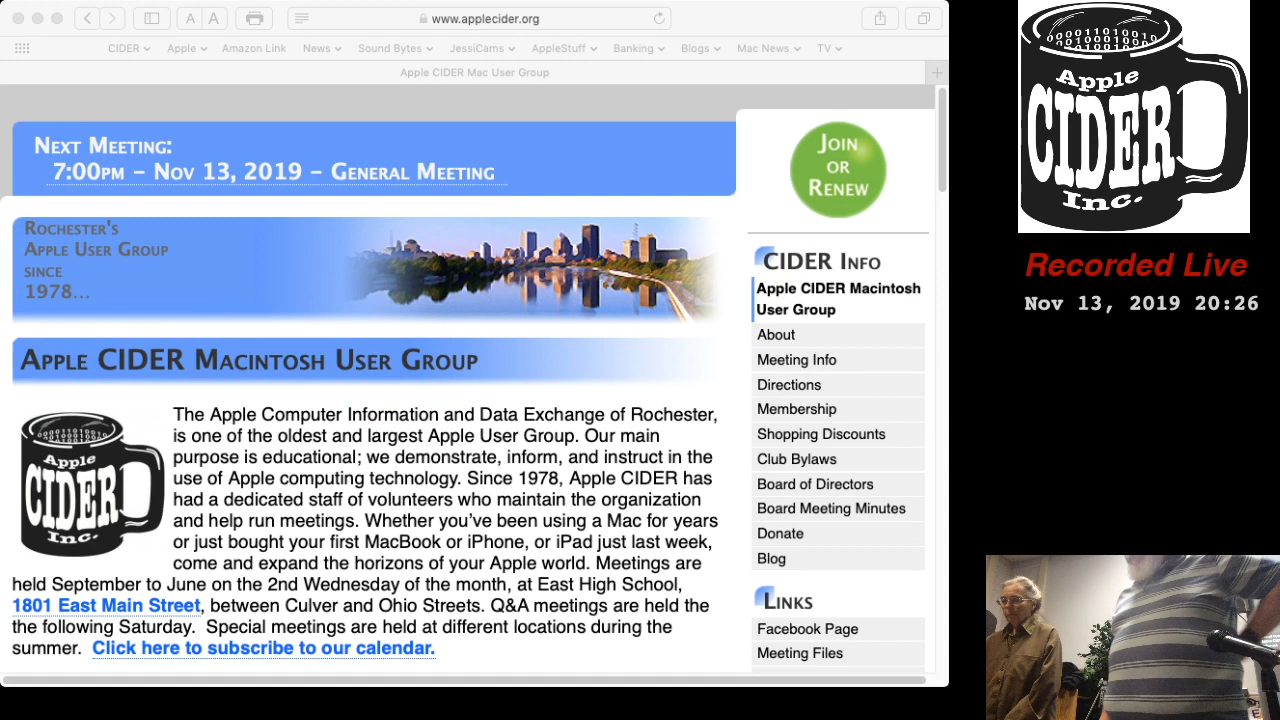 www.applecider.org
A A
CIDER Apple Amazon Link News Sound Bytes JessiCams AppleStuff Banking Blogs Mac News TV
Apple CIDER Mac User Group
Next Meeting:
7:00pm – Nov 13, 2019 – General Meeting
Rochester's
Apple User Group
since
1978...
Apple CIDER Macintosh User Group
000011010010
010100101010
010010010
Apple
CIDER
Inc.
The Apple Computer Information and Data Exchange of Rochester,
is one of the oldest and largest Apple User Group. Our main
purpose is educational; we demonstrate, inform, and instruct in the
use of Apple computing technology. Since 1978, Apple CIDER has
had a dedicated staff of volunteers who maintain the organization
and help run meetings. Whether you've been using a Mac for years
or just bought your first MacBook or iPhone, or iPad just last week,
come and expand the horizons of your Apple world. Meetings are
held September to June on the 2nd Wednesday of the month, at East High School,
1801 East Main Street, between Culver and Ohio Streets. Q&A meetings are held the
the following Saturday. Special meetings are held at different locations during the
summer. Click here to subscribe to our calendar.
Join
or
Renew
CIDER Info
Apple CIDER Macintosh
User Group
About
Meeting Info
Directions
Membership
Shopping Discounts
Club Bylaws
Board of Directors
Board Meeting Minutes
Donate
Blog
Links
Facebook Page
Meeting Files
000011010010
Apple
CIDER
Inc.
Recorded Live
Nov 13, 2019 20:26